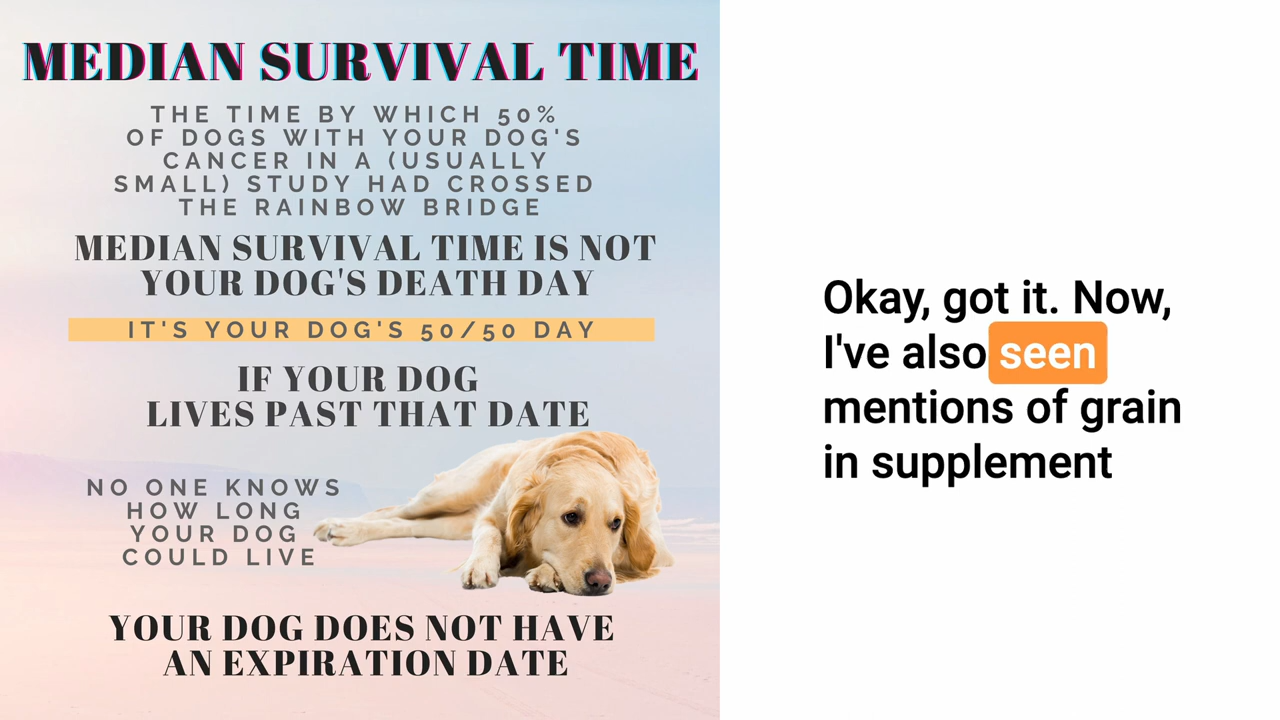 MEDIAN SURVIVAL TIME
THE TIME BY WHICH 50%
OF DOGS WITH YOUR DOG'S
CANCER IN A (USUALLY
SMALL) STUDY HAD CROSSED
THE RAINBOW BRIDGE
MEDIAN SURVIVAL TIME IS NOT
YOUR DOG'S DEATH DAY
IT'S YOUR DOG'S 50/50 DAY
IF YOUR DOG
LIVES PAST THAT DATE
NO ONE KNOWS
HOW LONG
YOUR DOG
COULD LIVE
YOUR DOG DOES NOT HAVE
AN EXPIRATION DATE
Okay, got it. Now,
I've also seen
mentions of grain
in supplement